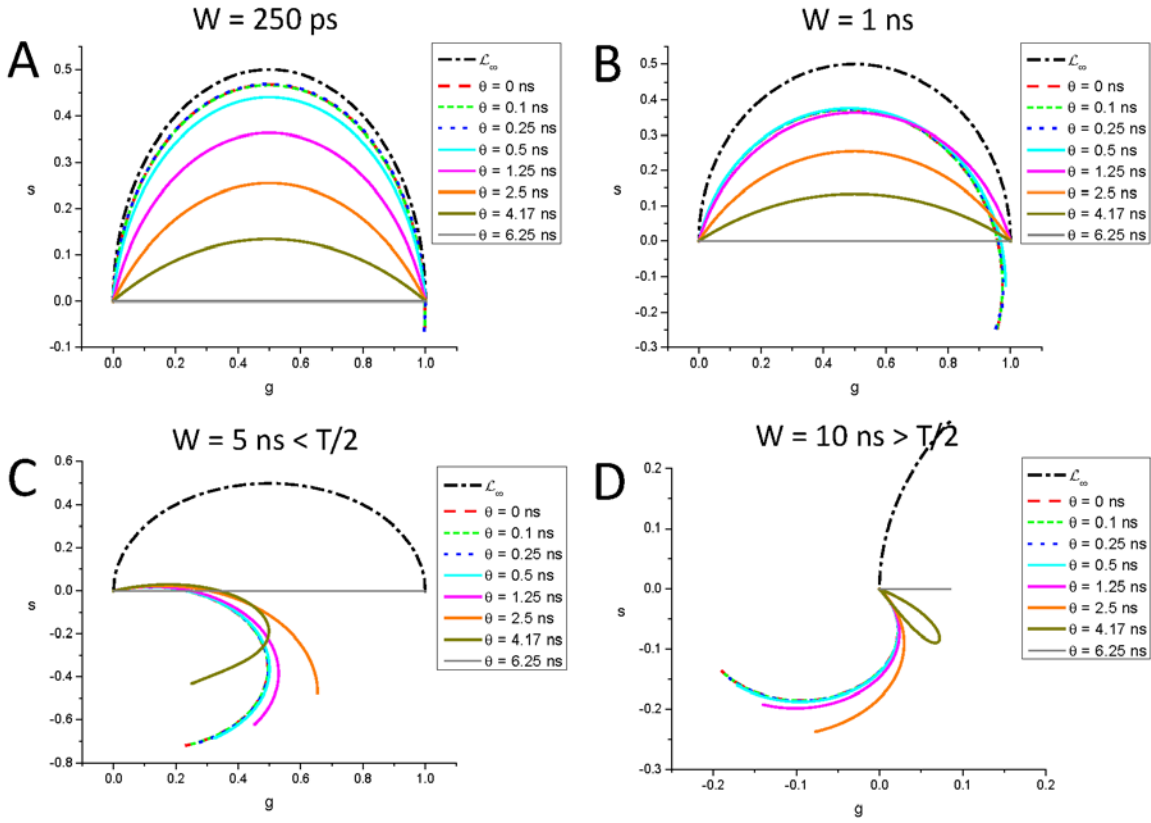 W = 250 ps
A
0.5
0.4
0.3
0.2
0.1
0.0
-0.1
s
0.0 0.2 0.4 0.6 0.8 1.0
g
ℒ∞
θ = 0 ns
θ = 0.1 ns
θ = 0.25 ns
θ = 0.5 ns
θ = 1.25 ns
θ = 2.5 ns
θ = 4.17 ns
θ = 6.25 ns
W = 1 ns
B
0.5
0.4
0.3
0.2
0.1
0.0
-0.1
-0.2
-0.3
s
0.0 0.2 0.4 0.6 0.8 1.0
g
ℒ∞
θ = 0 ns
θ = 0.1 ns
θ = 0.25 ns
θ = 0.5 ns
θ = 1.25 ns
θ = 2.5 ns
θ = 4.17 ns
θ = 6.25 ns
W = 5 ns < T/2
C
0.6
0.4
0.2
0.0
-0.2
-0.4
-0.6
-0.8
s
0.0 0.2 0.4 0.6 0.8 1.0
g
ℒ∞
θ = 0 ns
θ = 0.1 ns
θ = 0.25 ns
θ = 0.5 ns
θ = 1.25 ns
θ = 2.5 ns
θ = 4.17 ns
θ = 6.25 ns
W = 10 ns > T/2
D
0.2
0.1
0.0
-0.1
-0.2
-0.3
s
-0.2 -0.1 0.0 0.1 0.2
g
ℒ∞
θ = 0 ns
θ = 0.1 ns
θ = 0.25 ns
θ = 0.5 ns
θ = 1.25 ns
θ = 2.5 ns
θ = 4.17 ns
θ = 6.25 ns